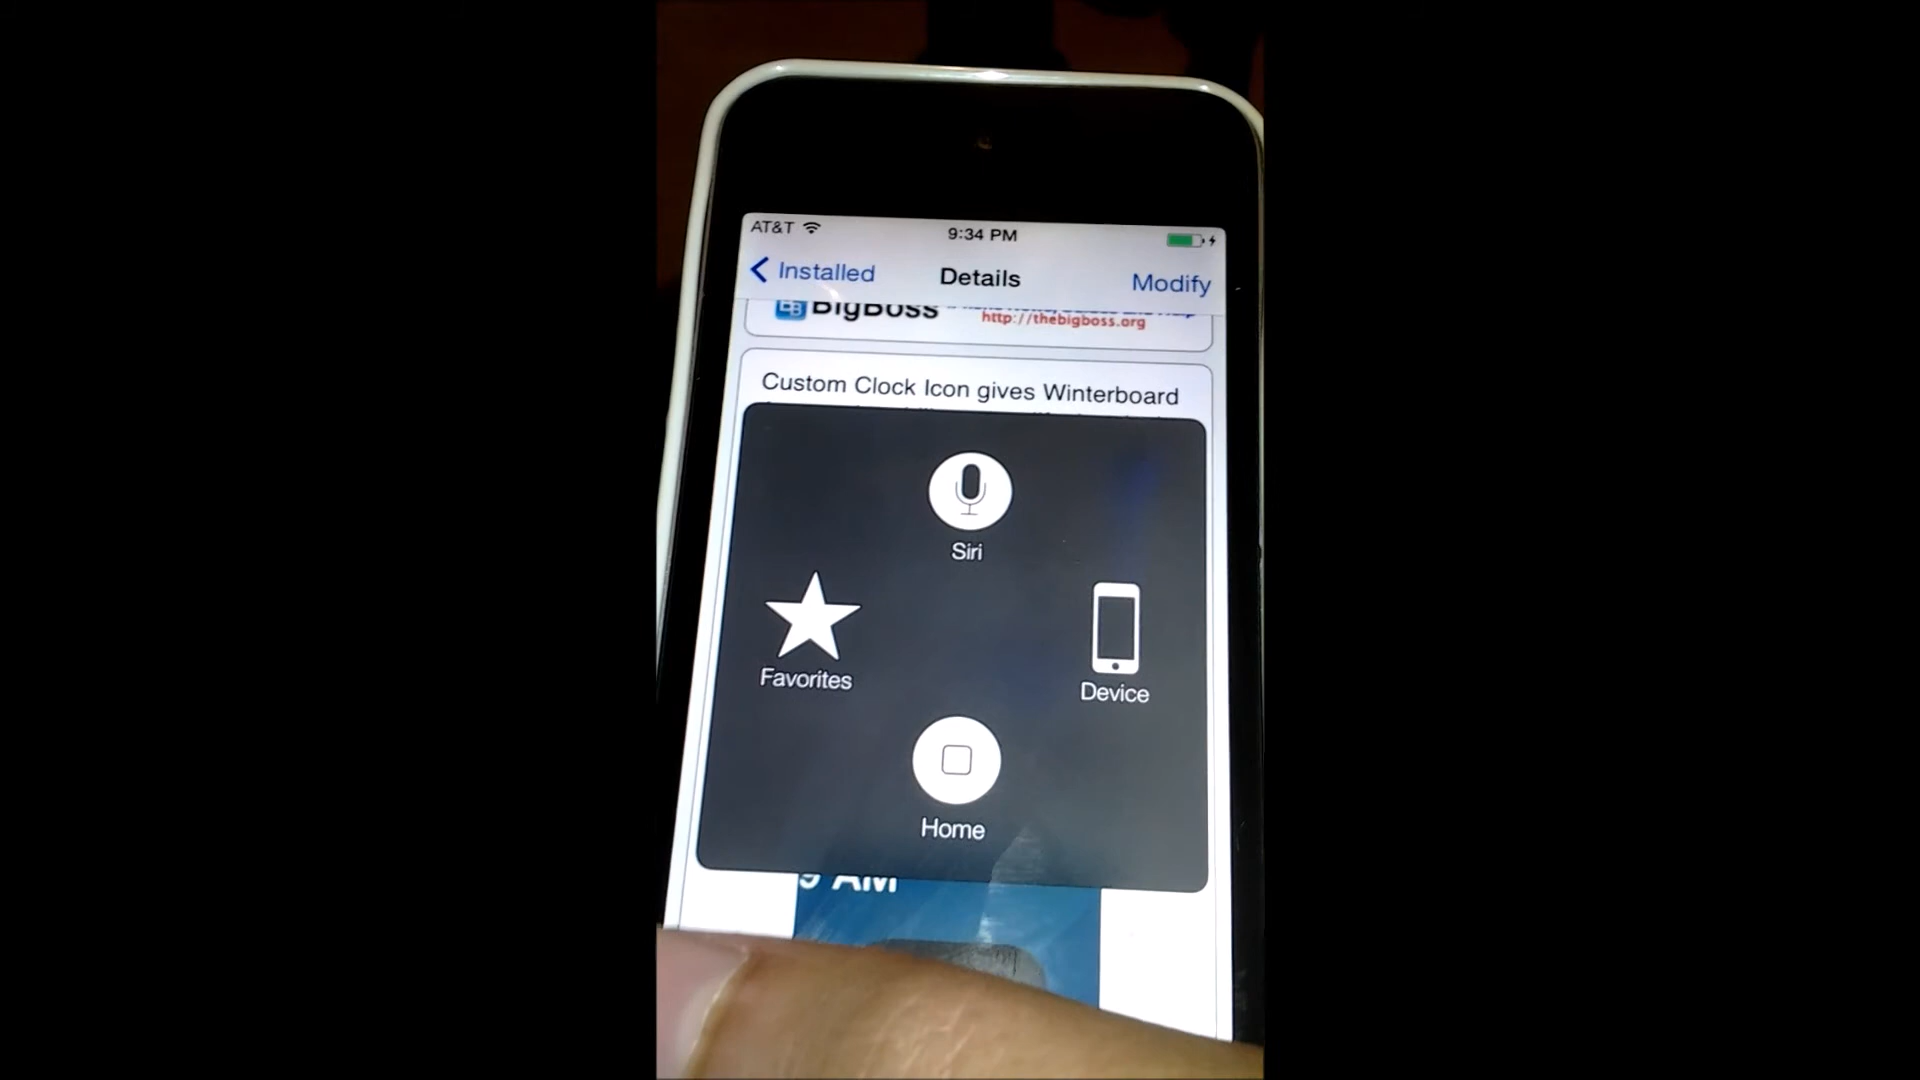 AT&T
9:34 PM
Installed
Details
Modify
BigBoss
http://thebigboss.org
Custom Clock Icon gives Winterboard
Siri
Favorites
Device
Home
9 AM